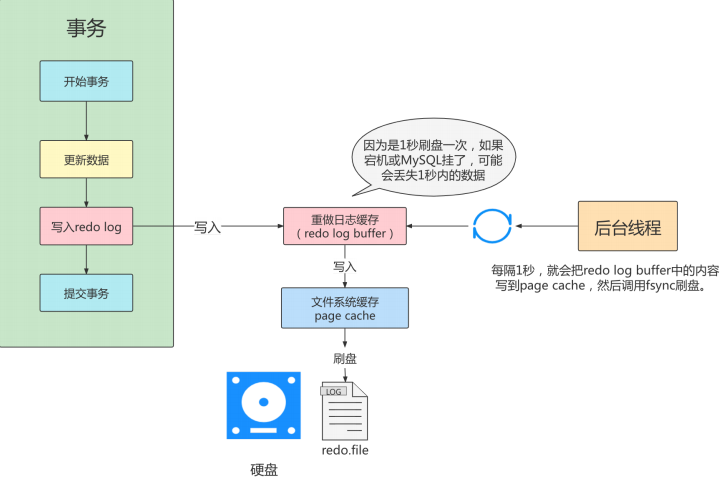 事务
开始事务
更新数据
写入redo log
提交事务
写入
因为是1秒刷盘一次，如果
宕机或MySQL挂了，可能
会丢失1秒内的数据
重做日志缓存
（redo log buffer）
后台线程
每隔1秒，就会把redo log buffer中的内容
写到page cache，然后调用fsync刷盘。
写入
文件系统缓存
page cache
刷盘
LOG
redo.file
硬盘